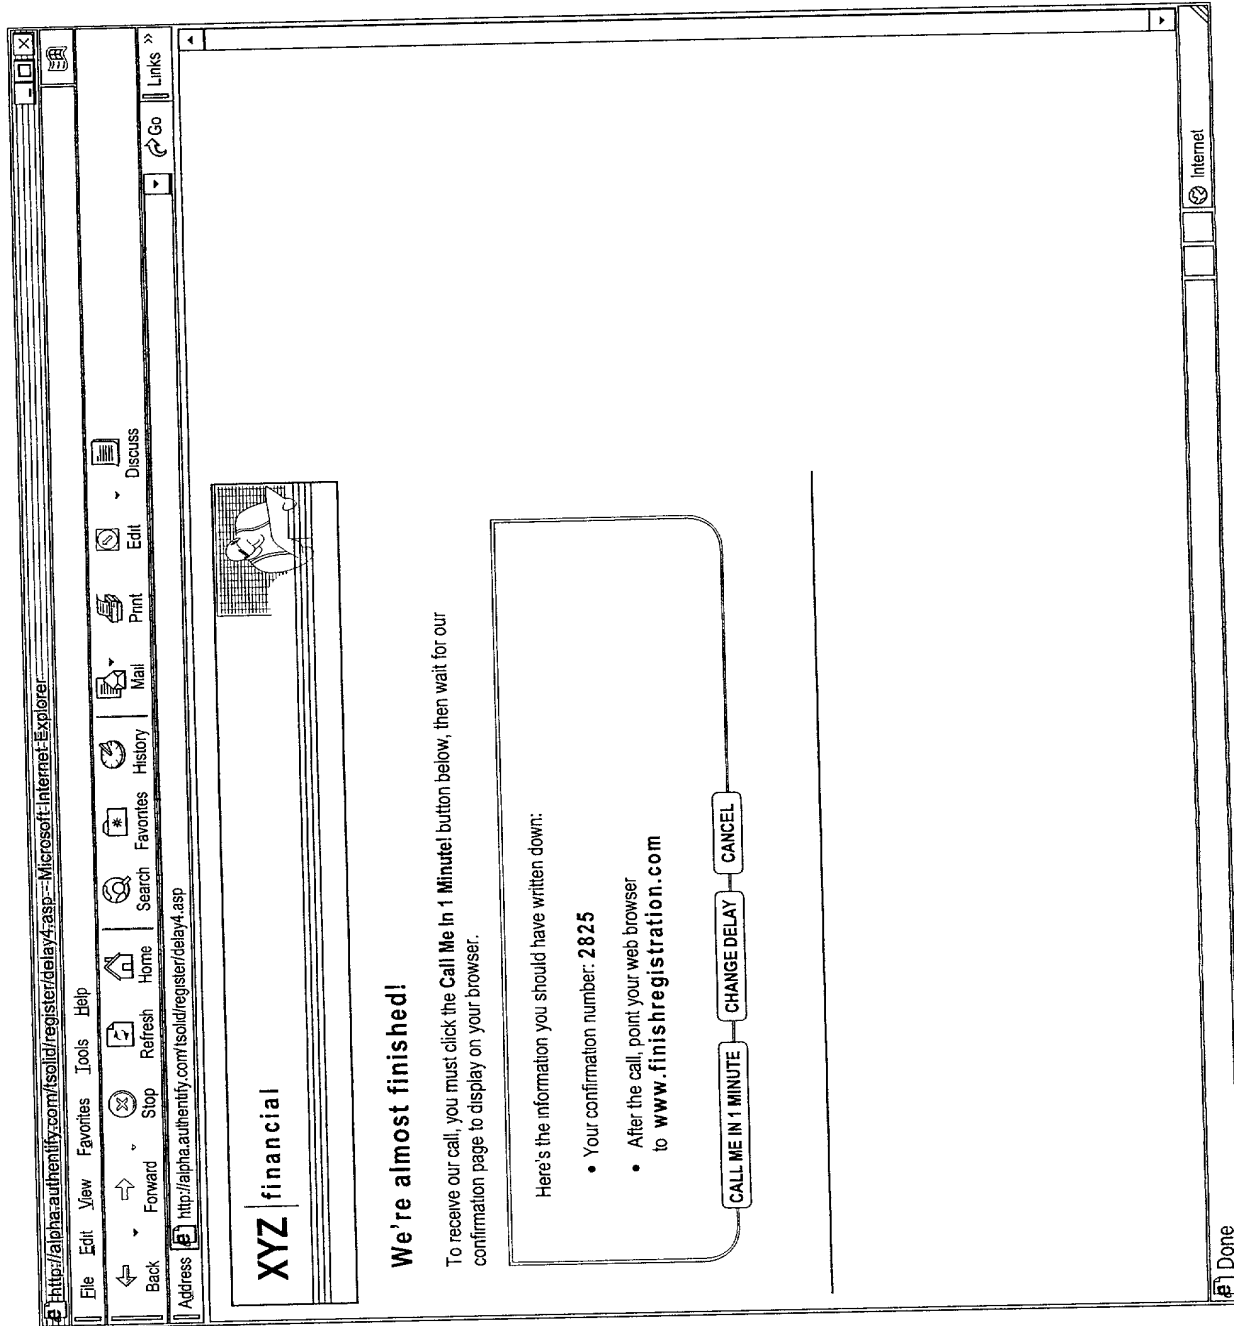 http://alpha.authentify.com/tsolid/register/delay4.asp - Microsoft Internet Explorer
File Edit View Favorites Tools Help
Back Forward Stop Refresh Home Search Favorites History Mail Print Edit Discuss
Address http://alpha.authentify.com/tsolid/register/delay4.asp Go Links »
XYZ financial
We're almost finished!
To receive our call, you must click the Call Me In 1 Minute! button below, then wait for our
confirmation page to display on your browser.
Here's the information you should have written down:
• Your confirmation number: 2825
• After the call, point your web browser
to www.finishregistration.com
CALL ME IN 1 MINUTE CHANGE DELAY CANCEL
Done Internet